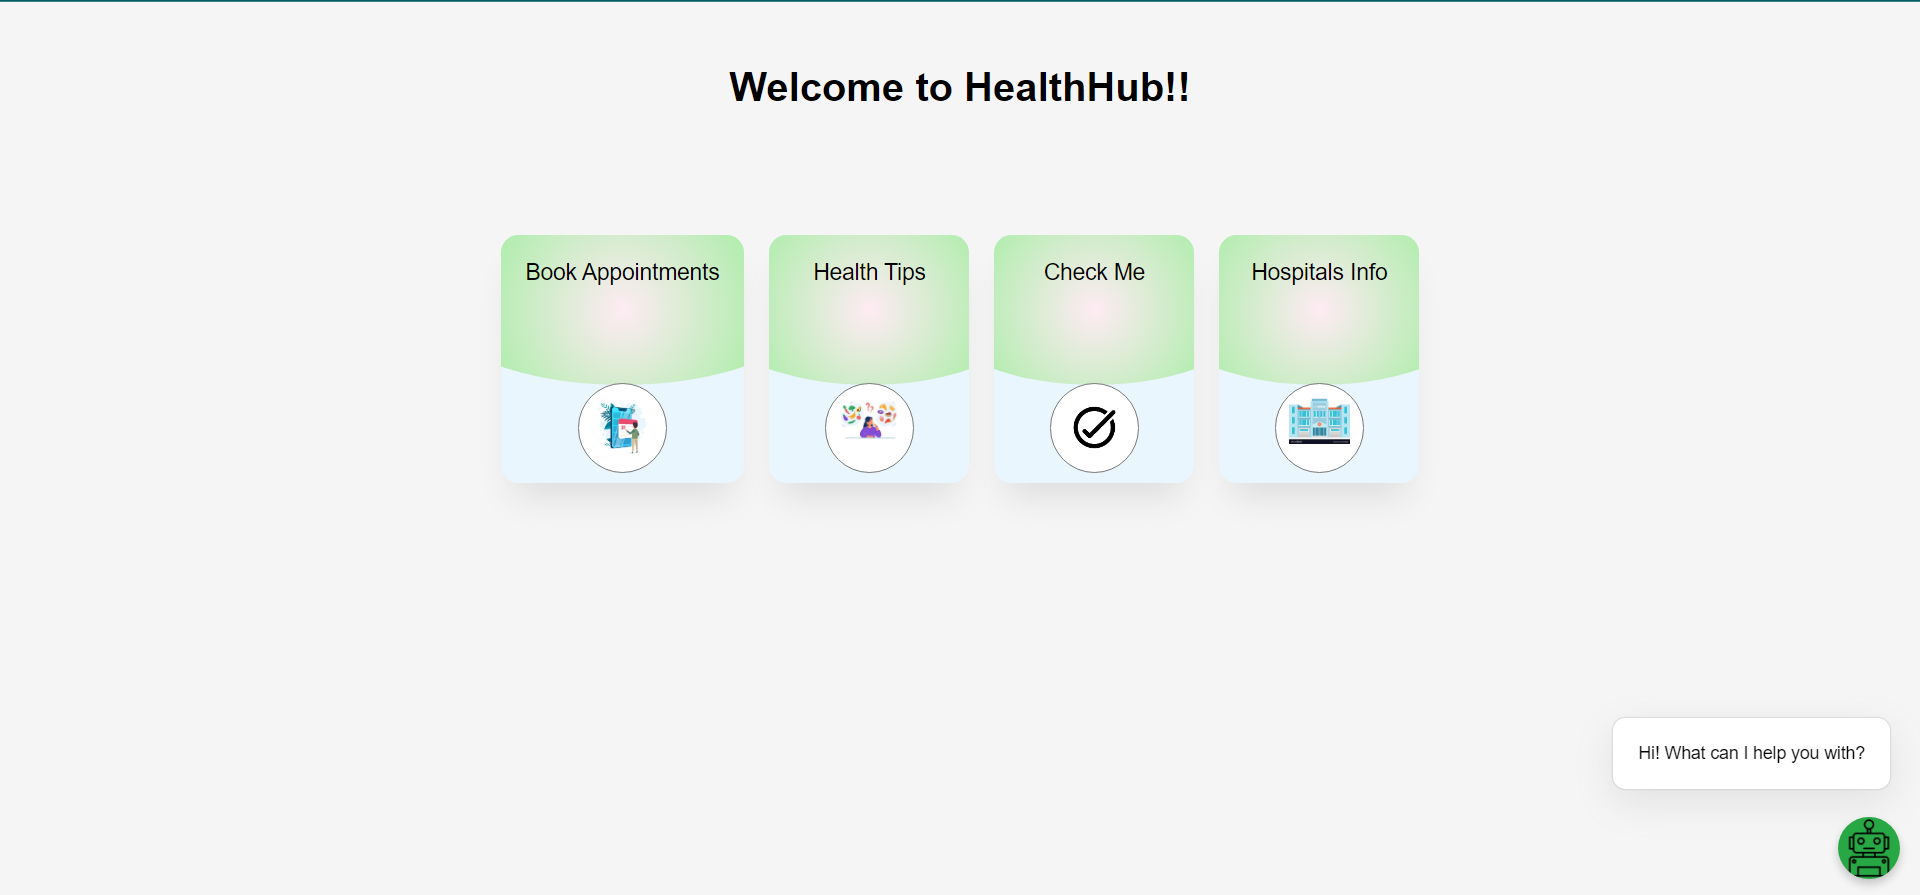 Welcome to HealthHub!!
Book Appointments
Health Tips
Check Me
Hospitals Info
Hi! What can I help you with?